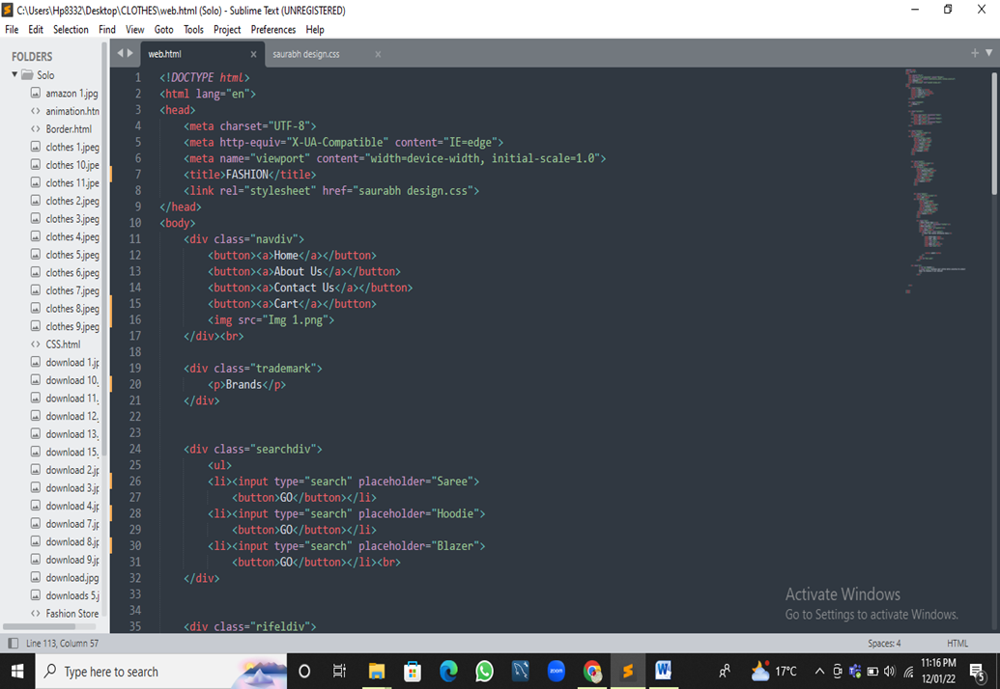 C:\Users\Hp8332\Desktop\CLOTHES\web.html (Solo) - Sublime Text (UNREGISTERED)
File Edit Selection Find View Goto Tools Project Preferences Help
FOLDERS
Solo
amazon 1.jpg
animation.htm
Border.html
clothes 1.jpeg
clothes 10.jpe
clothes 11.jpe
clothes 2.jpeg
clothes 3.jpeg
clothes 4.jpeg
clothes 5.jpeg
clothes 6.jpeg
clothes 7.jpeg
clothes 8.jpeg
clothes 9.jpeg
CSS.html
download 1.jp
download 10.
download 11.
download 12.
download 13.
download 15.
download 2.jp
download 3.jp
download 4.jp
download 7.jp
download 8.jp
download 9.jp
download.jpg
downloads 5.j
Fashion Store
web.html × saurabh design.css ×
1 <!DOCTYPE html>
2 <html lang="en">
3 <head>
4 <meta charset="UTF-8">
5 <meta http-equiv="X-UA-Compatible" content="IE=edge">
6 <meta name="viewport" content="width=device-width, initial-scale=1.0">
7 <title>FASHION</title>
8 <link rel="stylesheet" href="saurabh design.css">
9 </head>
10 <body>
11 <div class="navdiv">
12 <button><a>Home</a></button>
13 <button><a>About Us</a></button>
14 <button><a>Contact Us</a></button>
15 <button><a>Cart</a></button>
16 <img src="Img 1.png">
17 </div><br>
18
19 <div class="trademark">
20 <p>Brands</p>
21 </div>
22
23
24 <div class="searchdiv">
25 <ul>
26 <li><input type="search" placeholder="Saree">
27 <button>GO</button></li>
28 <li><input type="search" placeholder="Hoodie">
29 <button>GO</button></li>
30 <li><input type="search" placeholder="Blazer">
31 <button>GO</button></li><br>
32 </div>
33
34
35 <div class="rifeldiv">
Activate Windows
Go to Settings to activate Windows.
Line 113, Column 57 Spaces: 4 HTML
Type here to search
zoom
17°C
11:16 PM
12/01/22
5